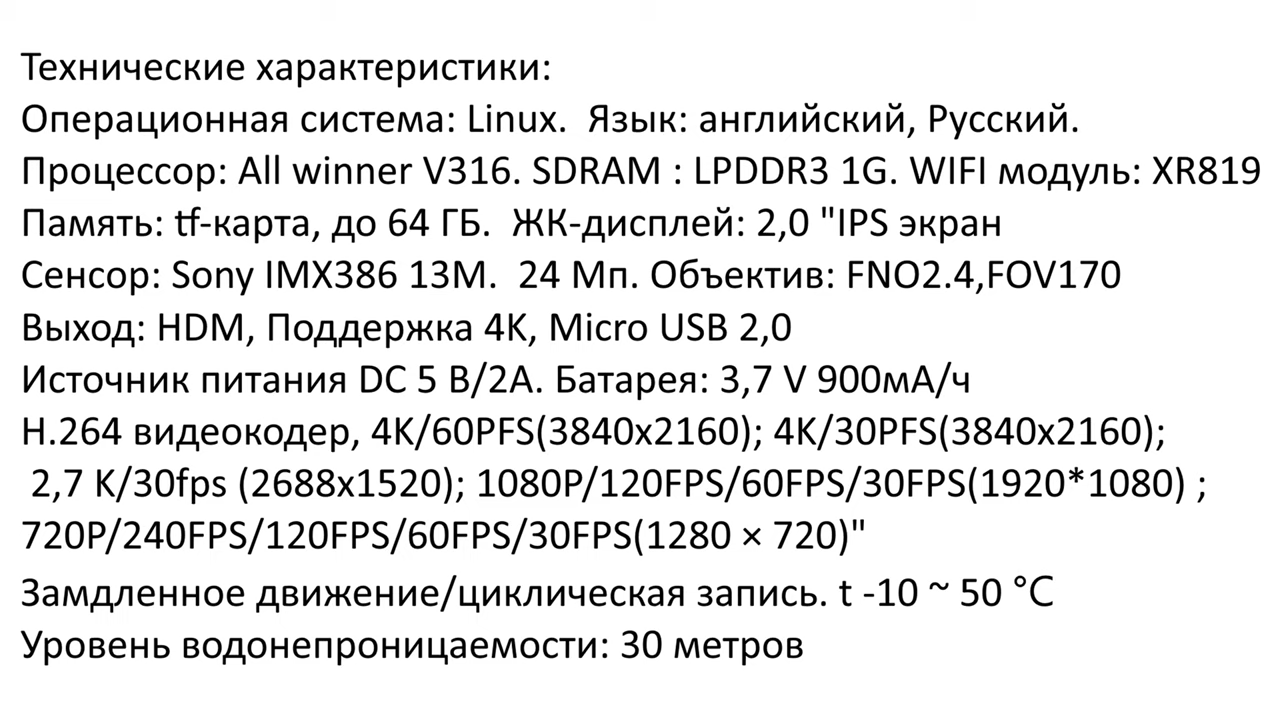 Технические характеристики:
Операционная система: Linux.  Язык: английский, Русский.
Процессор: All winner V316. SDRAM : LPDDR3 1G. WIFI модуль: XR819
Память: tf-карта, до 64 ГБ.  ЖК-дисплей: 2,0 "IPS экран
Сенсор: Sony IMX386 13M.  24 Мп. Объектив: FNO2.4,FOV170
Выход: HDM, Поддержка 4K, Micro USB 2,0
Источник питания DC 5 В/2А. Батарея: 3,7 V 900мА/ч
H.264 видеокодер, 4K/60PFS(3840x2160); 4K/30PFS(3840x2160);
2,7 K/30fps (2688x1520); 1080P/120FPS/60FPS/30FPS(1920*1080) ;
720P/240FPS/120FPS/60FPS/30FPS(1280 × 720)"
Замдленное движение/циклическая запись. t -10 ~ 50 °C
Уровень водонепроницаемости: 30 метров